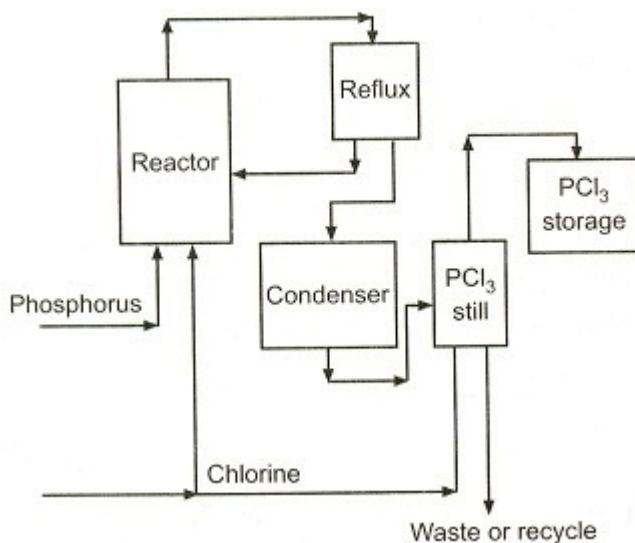 Reflux
Reactor
PCl₃
storage
Condenser
PCl₃
still
Phosphorus
Chlorine
Waste or recycle